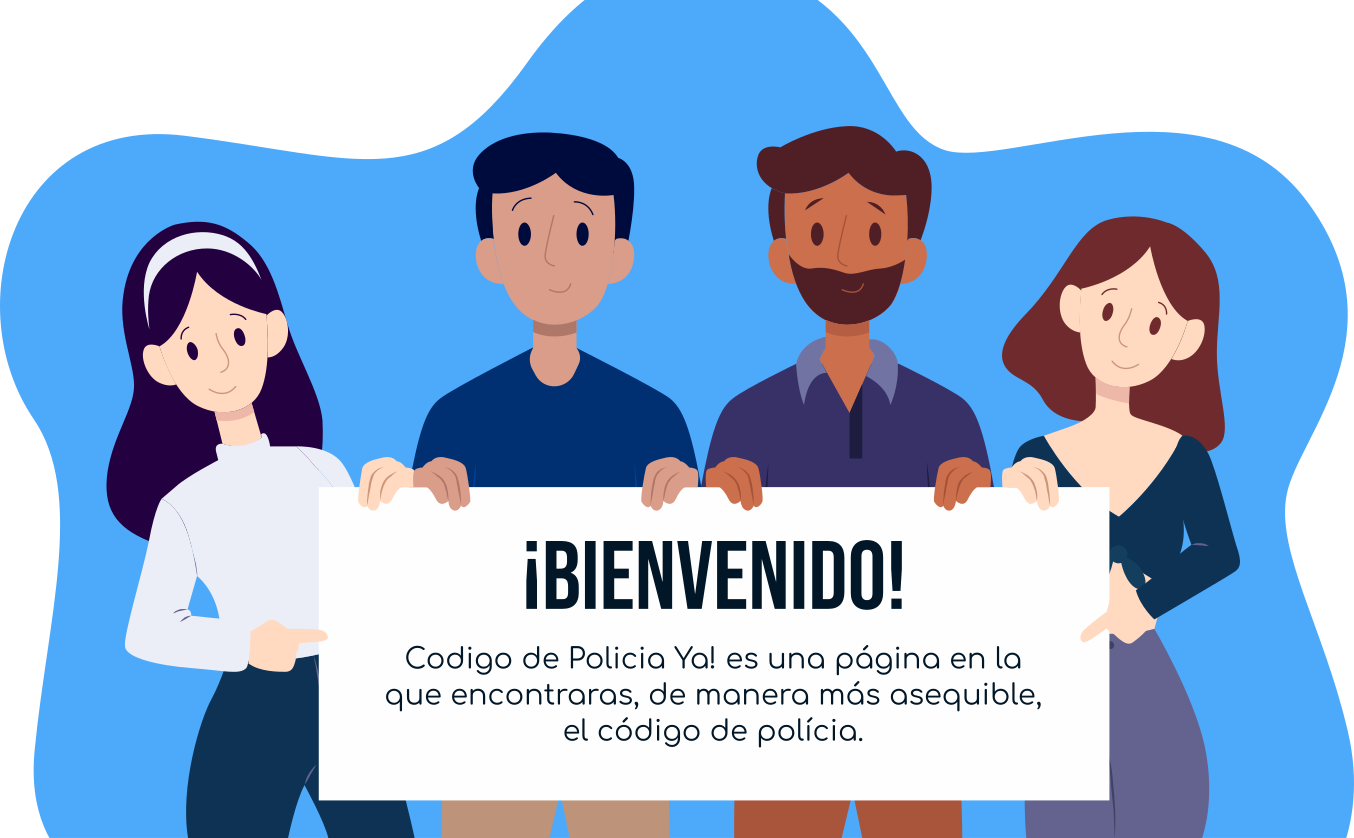 ¡BIENVENIDO!
Codigo de Policia Ya! es una página en la
que encontraras, de manera más asequible,
el código de polícia.